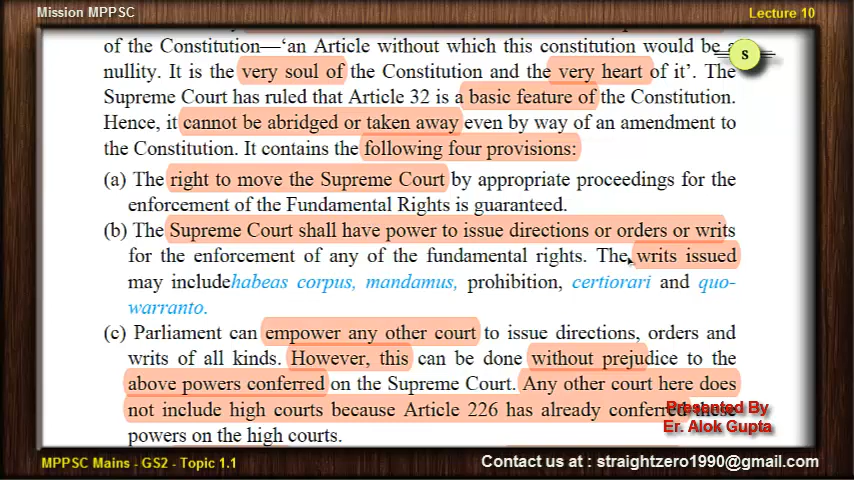 Mission MPPSC
Lecture 10
of the Constitution—‘an Article without which this constitution would be a
S
nullity. It is the very soul of the Constitution and the very heart of it’. The
Supreme Court has ruled that Article 32 is a basic feature of the Constitution.
Hence, it cannot be abridged or taken away even by way of an amendment to
the Constitution. It contains the following four provisions:
(a) The right to move the Supreme Court by appropriate proceedings for the
enforcement of the Fundamental Rights is guaranteed.
(b) The Supreme Court shall have power to issue directions or orders or writs
for the enforcement of any of the fundamental rights. The writs issued
may include habeas corpus, mandamus, prohibition, certiorari and quo-
warranto.
(c) Parliament can empower any other court to issue directions, orders and
writs of all kinds. However, this can be done without prejudice to the
above powers conferred on the Supreme Court. Any other court here does
not include high courts because Article 226 has already conferred these
powers on the high courts.
Presented By
Er. Alok Gupta
MPPSC Mains - GS2 - Topic 1.1
Contact us at : straightzero1990@gmail.com